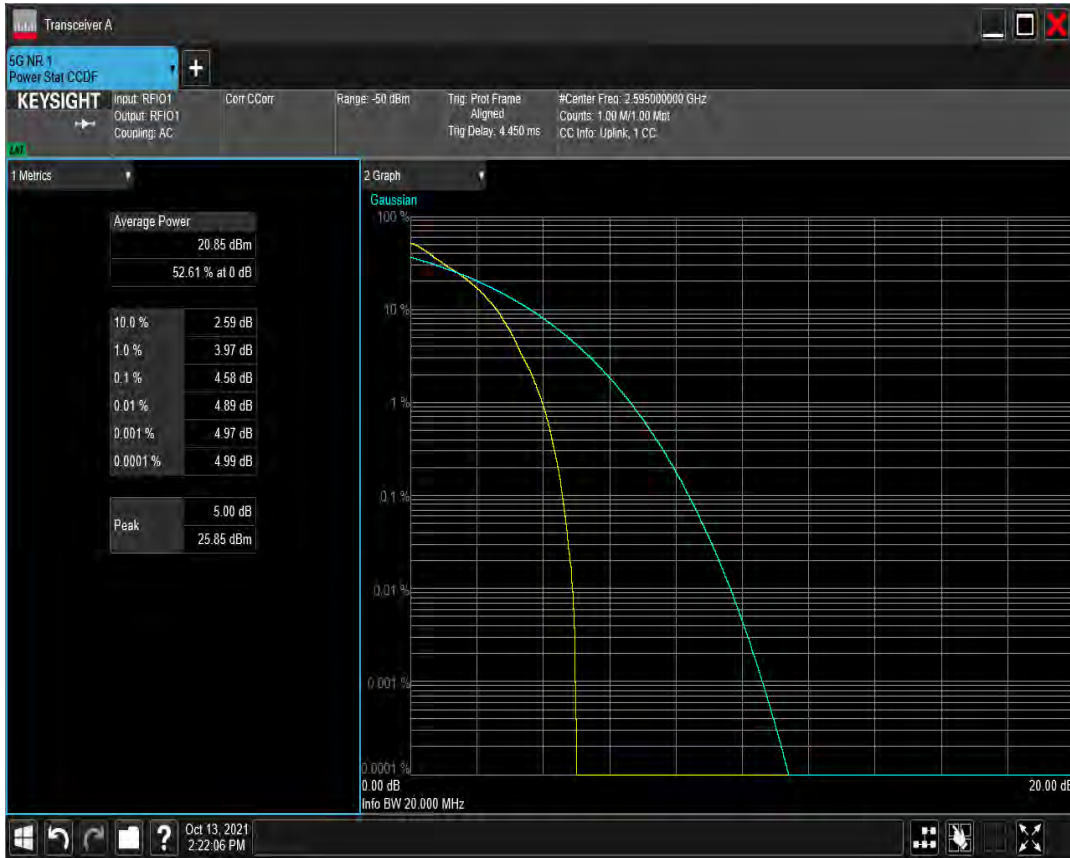 Transceiver A
5G NR 1
Power Stat CCDF
+
KEYSIGHT
Input: RFIO1
Output: RFIO1
Coupling: AC
Corr CCorr
Range: -50 dBm
Trig: Prot Frame
Aligned
Trig Delay: 4.450 ms
#Center Freq: 2.595000000 GHz
Counts: 1.00 M/1.00 Mpt
CC Info: Uplink, 1 CC
1 Metrics
Average Power
20.85 dBm
52.61 % at 0 dB
10.0 % 2.59 dB
1.0 % 3.97 dB
0.1 % 4.58 dB
0.01 % 4.89 dB
0.001 % 4.97 dB
0.0001 % 4.99 dB
Peak
5.00 dB
25.85 dBm
2 Graph
Gaussian
100 %
10 %
1 %
0.1 %
0.01 %
0.001 %
0.0001 %
0.00 dB
20.00 dB
Info BW 20.000 MHz
?
Oct 13, 2021
2:22:06 PM